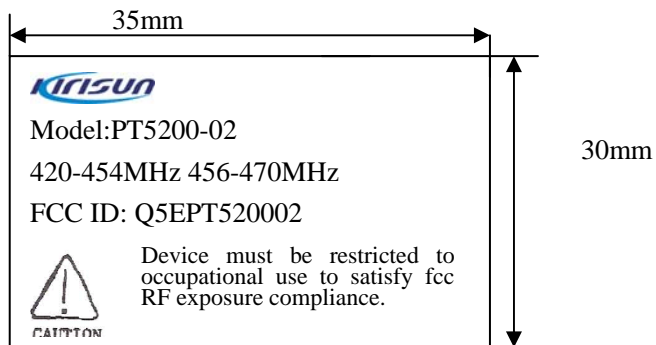 35mm
Kirisun
Model:PT5200-02
420-454MHz 456-470MHz
30mm
FCC ID: Q5EPT520002
Device must be restricted to
occupational use to satisfy fcc
RF exposure compliance.
CAUTION